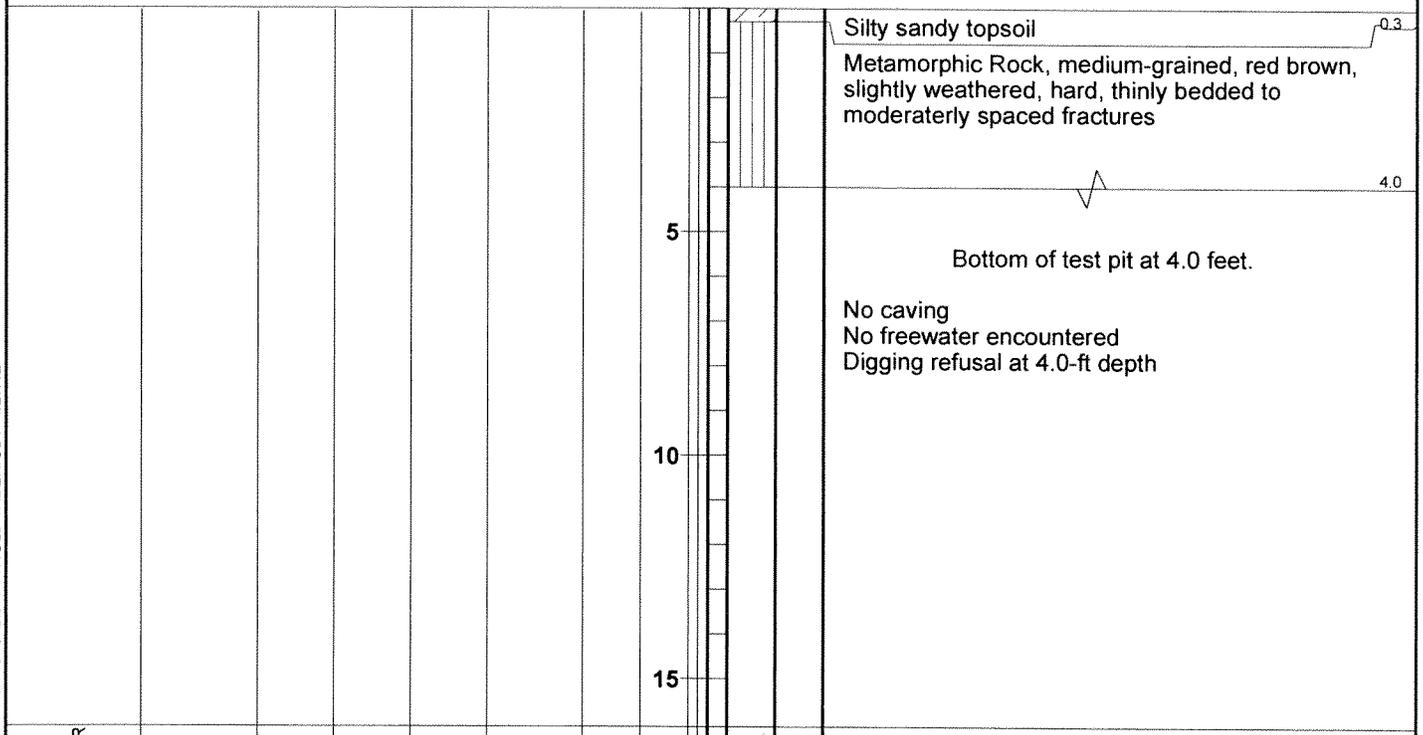 Silty sandy topsoil 0.3
Metamorphic Rock, medium-grained, red brown,
slightly weathered, hard, thinly bedded to
moderaterly spaced fractures
4.0
5
Bottom of test pit at 4.0 feet.
No caving
No freewater encountered
Digging refusal at 4.0-ft depth
10
15